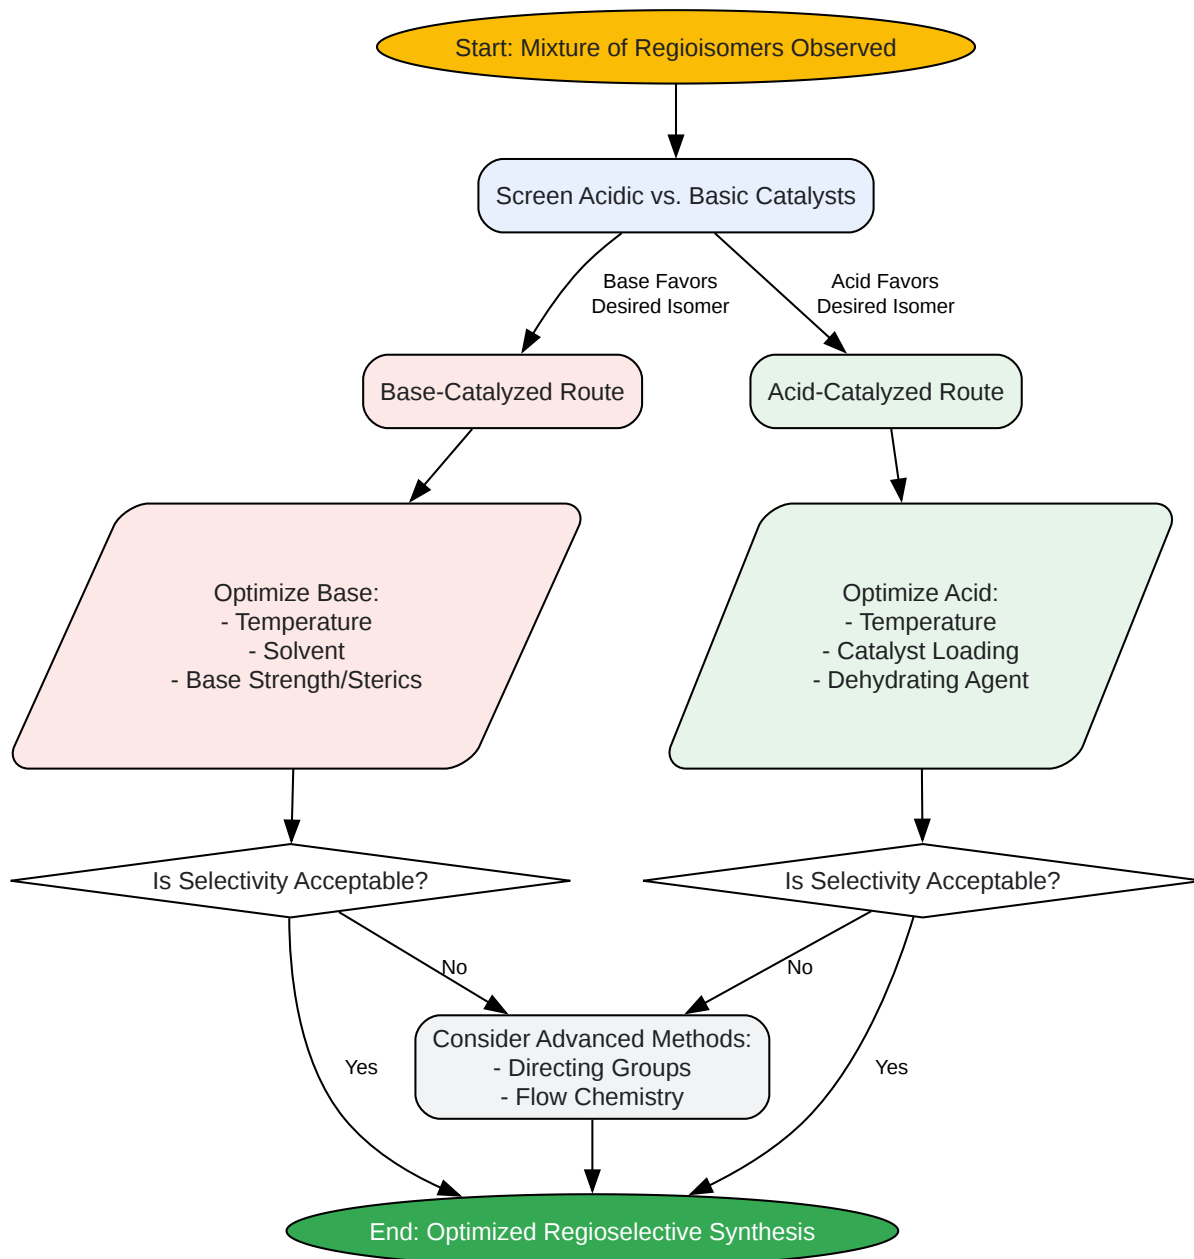 Start: Mixture of Regioisomers Observed
Screen Acidic vs. Basic Catalysts
Base Favors
Desired Isomer
Acid Favors
Desired Isomer
Base-Catalyzed Route
Acid-Catalyzed Route
Optimize Base:
- Temperature
- Solvent
- Base Strength/Sterics
Optimize Acid:
- Temperature
- Catalyst Loading
- Dehydrating Agent
Is Selectivity Acceptable?
Is Selectivity Acceptable?
No
No
Consider Advanced Methods:
- Directing Groups
- Flow Chemistry
Yes
Yes
End: Optimized Regioselective Synthesis